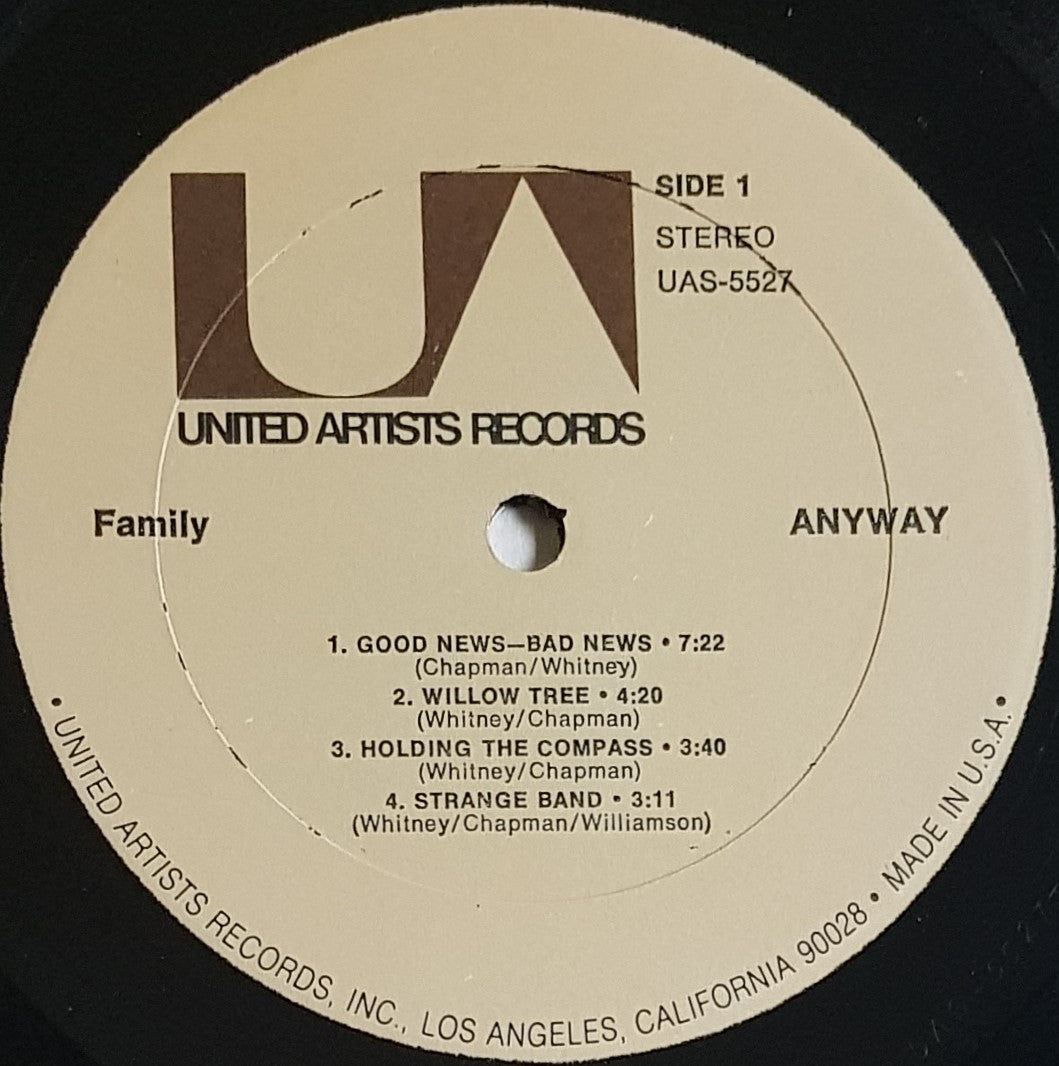 UA
SIDE 1
STEREO
UAS-5527
UNITED ARTISTS RECORDS
Family
ANYWAY
1. GOOD NEWS—BAD NEWS • 7:22
(Chapman/Whitney)
2. WILLOW TREE • 4:20
(Whitney/Chapman)
3. HOLDING THE COMPASS • 3:40
(Whitney/Chapman)
4. STRANGE BAND • 3:11
(Whitney/Chapman/Williamson)
• UNITED ARTISTS RECORDS, INC., LOS ANGELES, CALIFORNIA 90028 • MADE IN U.S.A. •